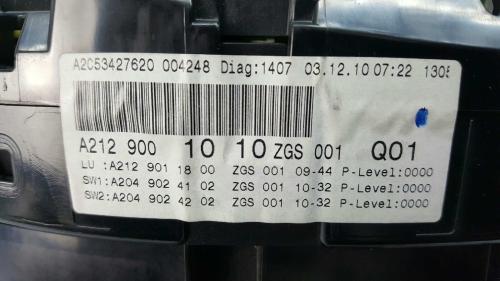 A2C53427620 004248 Diag:1407 03.12.10 07:22 1305
A212 900 10 10 ZGS 001 Q01
LU : A212 901 18 00 ZGS 001 09-44 P-Level:0000
SW1: A204 902 41 02 ZGS 001 10-32 P-Level:0000
SW2: A204 902 42 02 ZGS 001 10-32 P-Level:0000